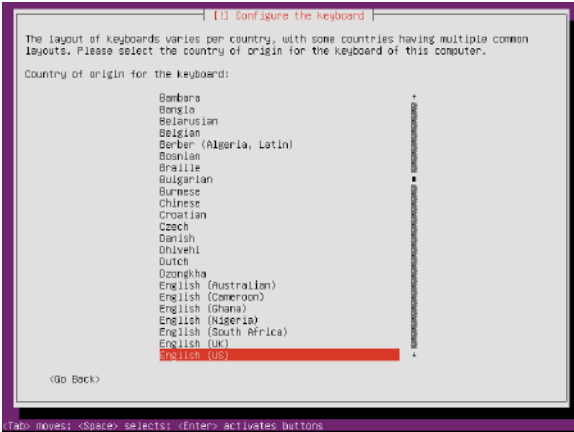 [!] Configure the keyboard
The layout of keyboards varies per country, with some countries having multiple common
layouts. Please select the country of origin for the keyboard of this computer.
Country of origin for the keyboard:
Bambara
Bangla
Belarusian
Belgian
Berber (Algeria, Latin)
Bosnian
Braille
Bulgarian
Burmese
Chinese
Croatian
Czech
Danish
Dhivehi
Dutch
Dzongkha
English (Australian)
English (Cameroon)
English (Ghana)
English (Nigeria)
English (South Africa)
English (UK)
English (US)
<Go Back>
<Tab> moves; <Space> selects; <Enter> activates buttons